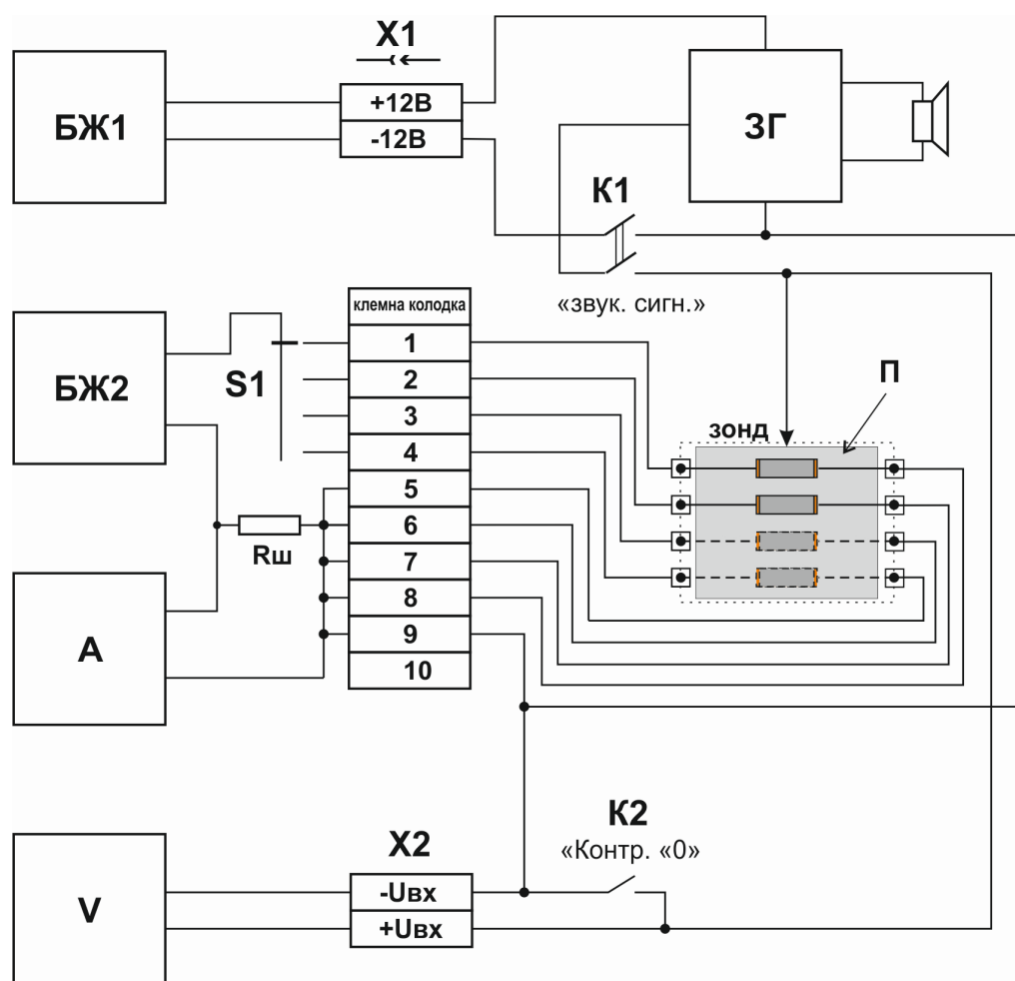 X1
БЖ1
+12В
-12В
ЗГ
К1
«звук. сигн.»
клемна колодка
БЖ2
S1
1
2
3
4
5
6
7
8
9
10
П
зонд
Rш
А
К2
«Контр. «0»
X2
V
-Uвх
+Uвх